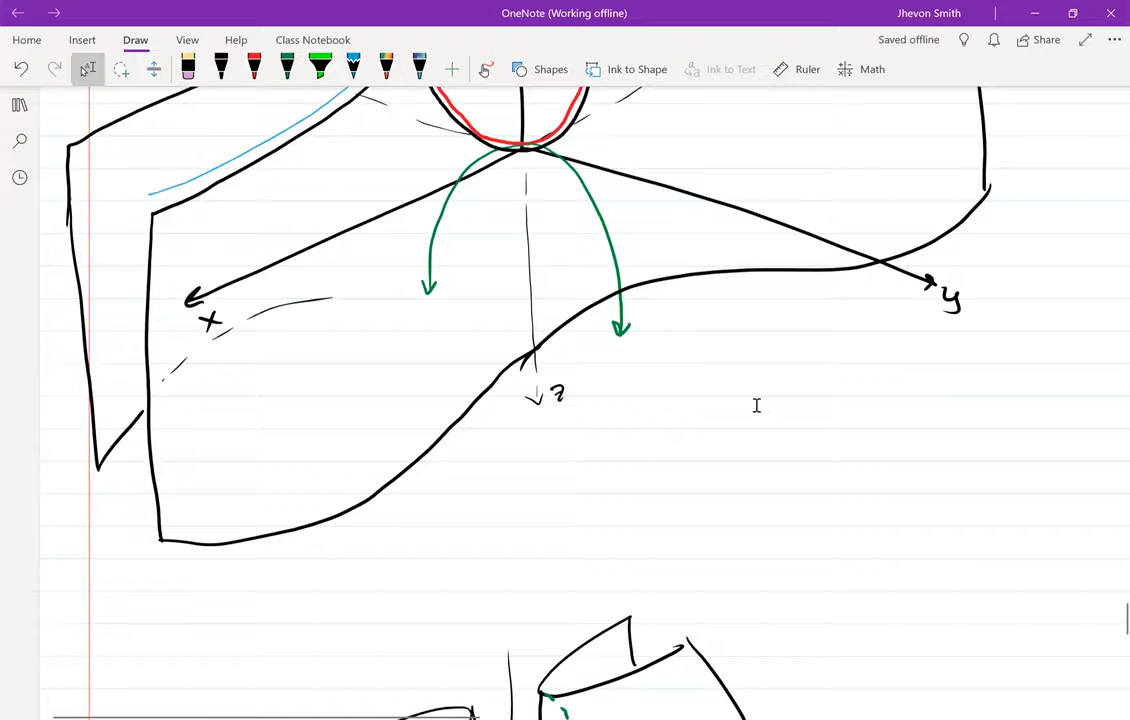 OneNote (Working offline)
Jhevon Smith
Home Insert Draw View Help Class Notebook
Saved offline
Share
Shapes
Ink to Shape
Ink to Text
Ruler
Math
x
y
z